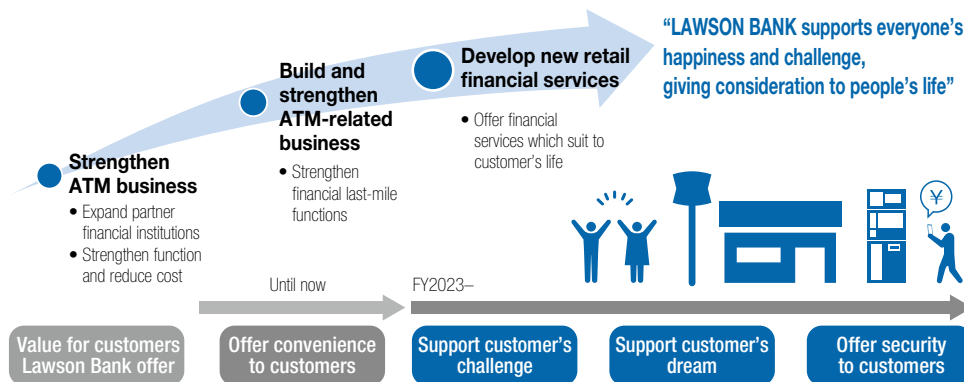 “LAWSON BANK supports everyone’s
happiness and challenge,
giving consideration to people’s life”
Develop new retail
financial services
• Offer financial
services which suit to
customer’s life
Build and
strengthen
ATM-related
business
• Strengthen
financial last-mile
functions
Strengthen
ATM business
• Expand partner
financial institutions
• Strengthen function
and reduce cost
¥
Until now
FY2023–
Value for customers
Lawson Bank offer
Offer convenience
to customers
Support customer’s
challenge
Support customer’s
dream
Offer security
to customers